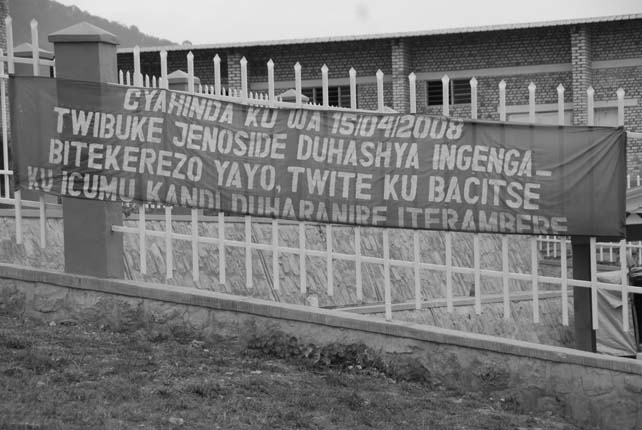 CYAHINDA KU WA 15/04/2008
TWIBUKE JENOSIDE DUHASHYA INGENGA-
BITEKEREZO YAYO, TWITE KU BACITSE
KU ICUMU KANDI DUHARANIRE ITERAMBERE